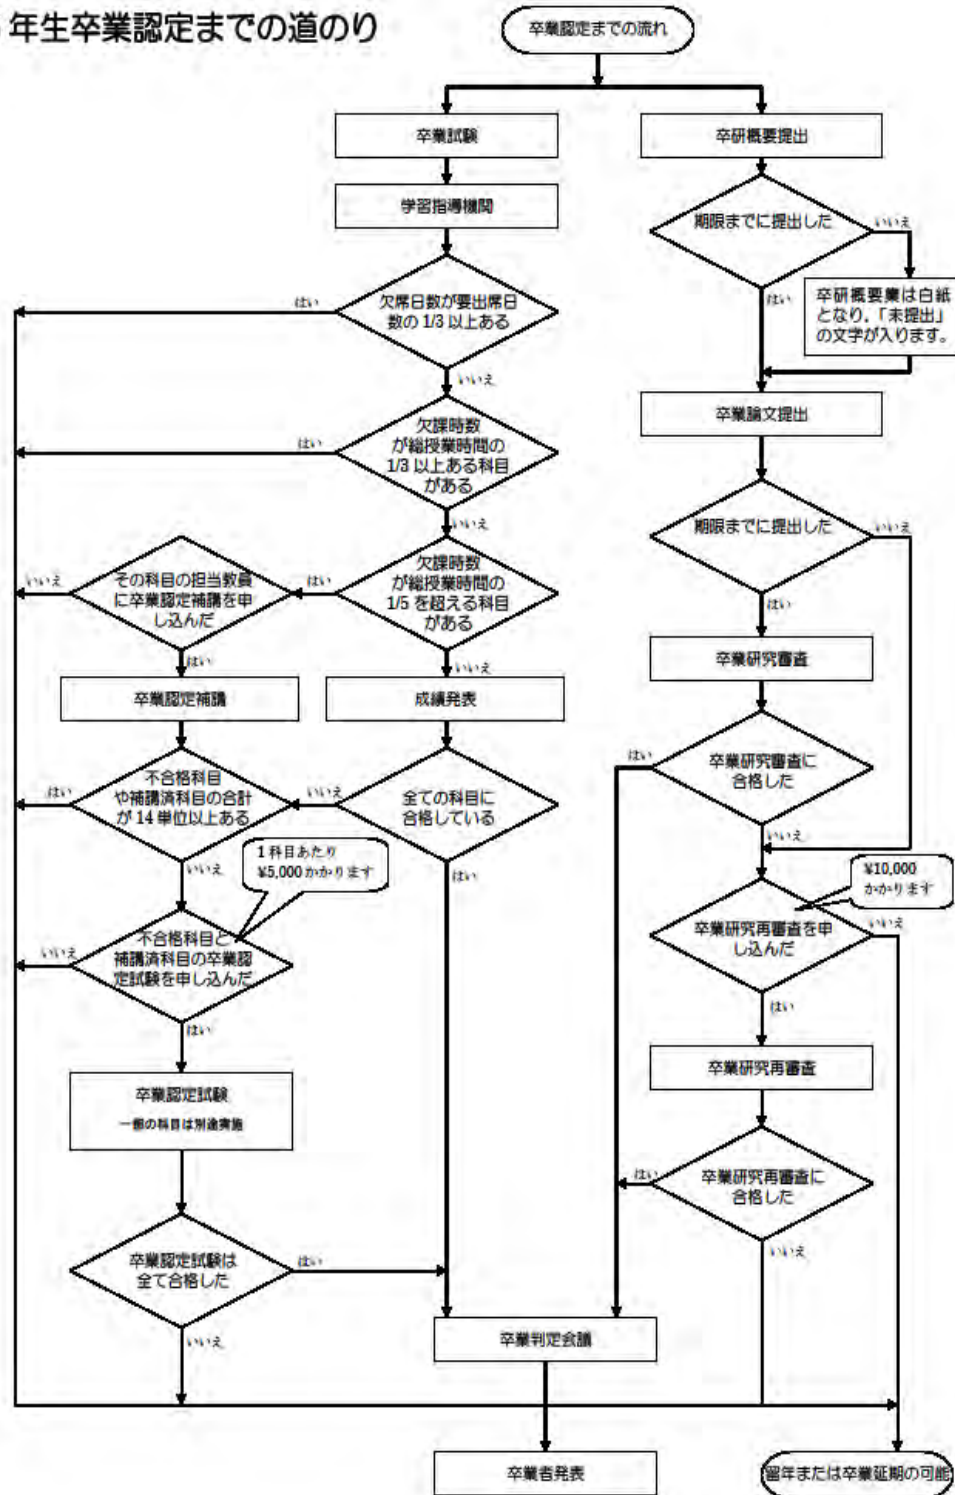 年生卒業認定までの道のり
卒業認定までの流れ
卒業試験
卒研概要提出
学習指導機関
期限までに提出した
いいえ
はい
卒研概要業は白紙
となり,「未提出」
の文字が入ります。
欠席日数が要出席日
数の 1/3 以上ある
はい
いいえ
卒業論文提出
欠課時数
が総授業時間の
1/3 以上ある科目
がある
はい
いいえ
期限までに提出した
いいえ
はい
欠課時数
が総授業時間の
1/5 を超える科目
がある
はい
いいえ
その科目の担当教員
に卒業認定補講を申
し込んだ
いいえ
はい
卒業研究審査
卒業認定補講
成績発表
卒業研究審査に
合格した
はい
いいえ
不合格科目
や補講済科目の合計
が 14 単位以上ある
はい
いいえ
全ての科目に
合格している
いいえ
はい
1 科目あたり
¥5,000 かかります
¥10,000
かかります
卒業研究再審査を申
し込んだ
いいえ
はい
不合格科目と
補講済科目の卒業認
定試験を申し込んだ
いいえ
はい
卒業研究再審査
卒業認定試験
一部の科目は別途実施
卒業研究再審査に
合格した
はい
いいえ
卒業認定試験は
全て合格した
はい
いいえ
卒業判定会議
卒業者発表
留年または卒業延期の可能